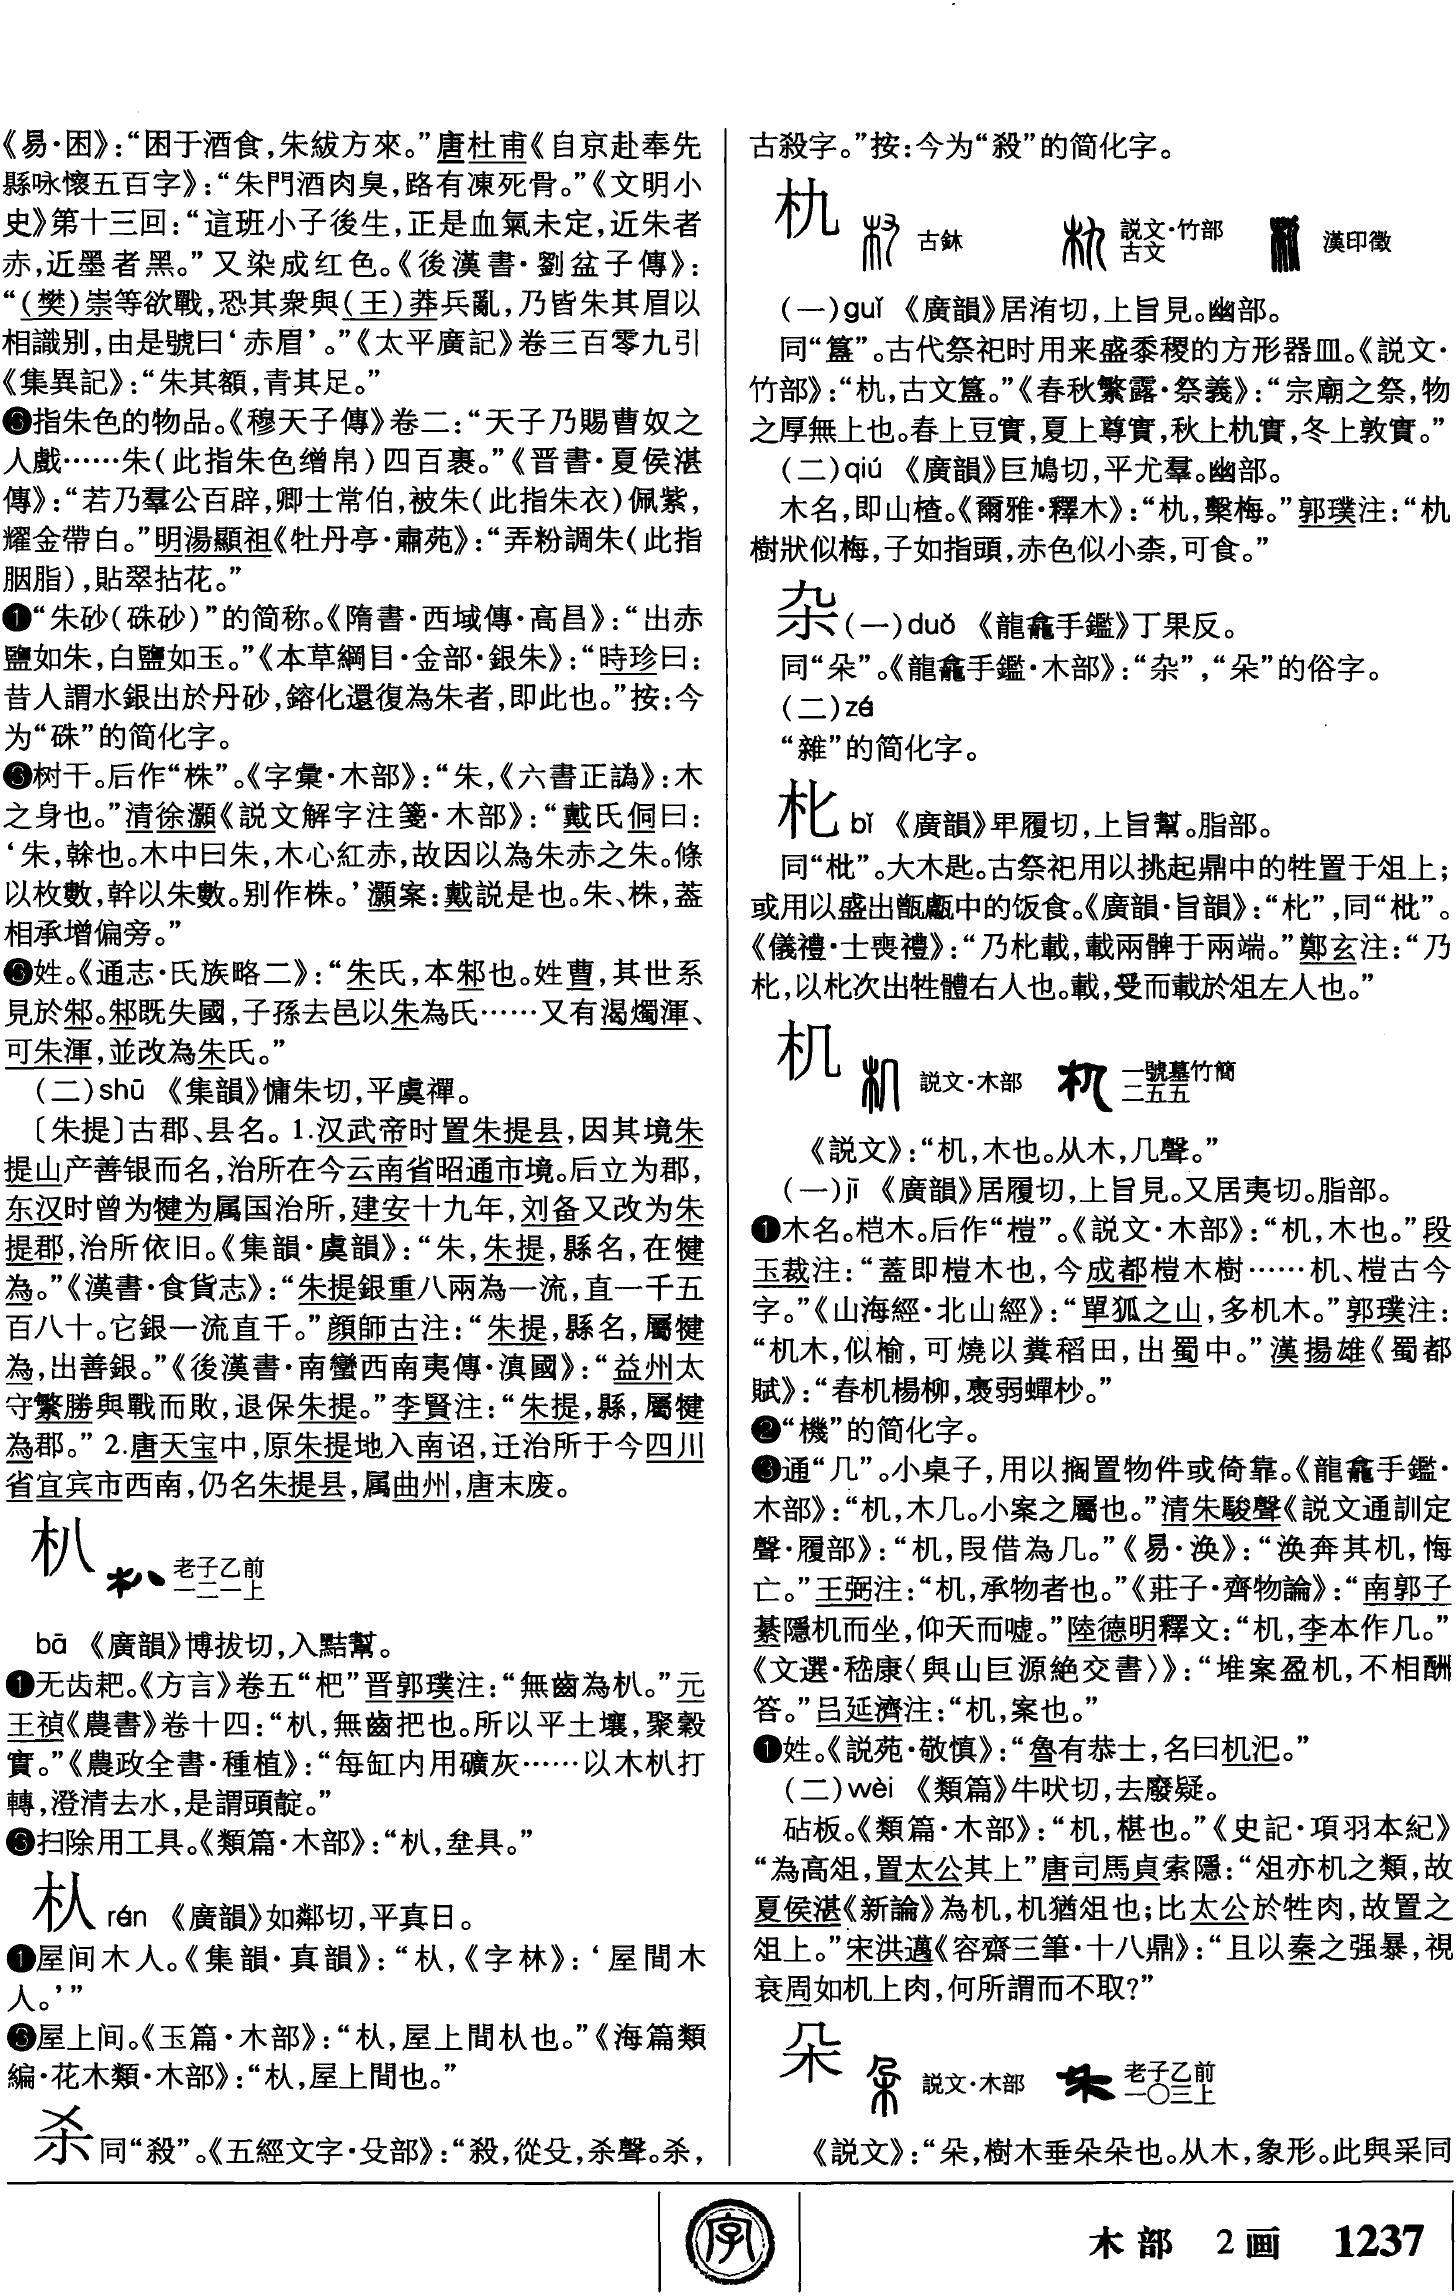 《易·困》：“困于酒食，朱紱方來。”唐杜甫《自京赴奉先
縣咏懷五百字》：“朱門酒肉臭，路有凍死骨。”《文明小
史》第十三回：“這班小子後生，正是血氣未定，近朱者
赤，近墨者黑。”又染成红色。《後漢書·劉盆子傳》：
“（樊）崇等欲戰，恐其衆與（王）莽兵亂，乃皆朱其眉以
相識别，由是號曰‘赤眉’。”《太平廣記》卷三百零九引
《集異記》：“朱其額，青其足。”
❸指朱色的物品。《穆天子傳》卷二：“天子乃賜曹奴之
人戲……朱（此指朱色缯帛）四百裹。”《晋書·夏侯湛
傳》：“若乃羣公百辟，卿士常伯，被朱（此指朱衣）佩紫，
耀金帶白。”明湯顯祖《牡丹亭·肅苑》：“弄粉調朱（此指
胭脂），貼翠拈花。”
❶“朱砂（硃砂）”的简称。《隋書·西域傳·高昌》：“出赤
鹽如朱，白鹽如玉。”《本草綱目·金部·銀朱》：“時珍曰：
昔人謂水銀出於丹砂，鎔化還復為朱者，即此也。”按：今
为“硃”的简化字。
❸树干。后作“株”。《字彙·木部》：“朱，《六書正譌》：木
之身也。”清徐灝《説文解字注箋·木部》：“戴氏侗曰：
‘朱，榦也。木中曰朱，木心紅赤，故因以為朱赤之朱。條
以枚數，幹以朱數。别作株。’灝案：戴説是也。朱、株，蓋
相承增偏旁。”
❸姓。《通志·氏族略二》：“朱氏，本邾也。姓曹，其世系
見於邾。邾既失國，子孫去邑以朱為氏……又有渴燭渾、
可朱渾，並改為朱氏。”
（二）shū 《集韻》慵朱切，平虞禪。
〔朱提〕古郡、县名。1.汉武帝时置朱提县，因其境朱
提山产善银而名，治所在今云南省昭通市境。后立为郡，
东汉时曾为犍为属国治所，建安十九年，刘备又改为朱
提郡，治所依旧。《集韻·虞韻》：“朱，朱提，縣名，在犍
為。”《漢書·食貨志》：“朱提銀重八兩為一流，直一千五
百八十。它銀一流直千。”顔師古注：“朱提，縣名，屬犍
為，出善銀。”《後漢書·南蠻西南夷傳·滇國》：“益州太
守繁勝與戰而敗，退保朱提。”李賢注：“朱提，縣，屬犍
為郡。”2.唐天宝中，原朱提地入南诏，迁治所于今四川
省宜宾市西南，仍名朱提县，属曲州，唐末废。
朳 老子乙前
一二一上
bā 《廣韻》博拔切，入黠幫。
❶无齿耙。《方言》卷五“杷”晋郭璞注：“無齒為朳。”元
王禎《農書》卷十四：“朳，無齒把也。所以平土壤，聚穀
實。”《農政全書·種植》：“每缸内用礦灰……以木朳打
轉，澄清去水，是謂頭靛。”
❸扫除用工具。《類篇·木部》：“朳，坌具。”
朲 rén 《廣韻》如鄰切，平真日。
❶屋间木人。《集韻·真韻》：“朲，《字林》：‘屋間木
人。’”
❸屋上间。《玉篇·木部》：“朲，屋上間朲也。”《海篇類
編·花木類·木部》：“朲，屋上間也。”
杀 同“殺”。《五經文字·殳部》：“殺，從殳，杀聲。杀，
古殺字。”按：今为“殺”的简化字。
朹 古鉢 説文·竹部 漢印徵
古文
（一）guǐ 《廣韻》居洧切，上旨見。幽部。
同“簋”。古代祭祀时用来盛黍稷的方形器皿。《説文·
竹部》：“朹，古文簋。”《春秋繁露·祭義》：“宗廟之祭，物
之厚無上也。春上豆實，夏上尊實，秋上朹實，冬上敦實。”
（二）qiú 《廣韻》巨鳩切，平尤羣。幽部。
木名，即山楂。《爾雅·釋木》：“朹，檕梅。”郭璞注：“朹
樹狀似梅，子如指頭，赤色似小柰，可食。”
杂 （一）duǒ 《龍龕手鑑》丁果反。
同“朵”。《龍龕手鑑·木部》：“杂”，“朵”的俗字。
（二）zá
“雜”的简化字。
朼 bǐ 《廣韻》卑履切，上旨幫。脂部。
同“枇”。大木匙。古祭祀用以挑起鼎中的牲置于俎上；
或用以盛出甑甗中的饭食。《廣韻·旨韻》：“朼”，同“枇”。
《儀禮·士喪禮》：“乃朼載，載兩髀于兩端。”鄭玄注：“乃
朼，以朼次出牲體右人也。載，受而載於俎左人也。”
机 説文·木部 一號墓竹簡
二五五
《説文》：“机，木也。从木，几聲。”
（一）jī 《廣韻》居履切，上旨見。又居夷切。脂部。
❶木名。桤木。后作“榿”。《説文·木部》：“机，木也。”段
玉裁注：“蓋即榿木也，今成都榿木樹……机、榿古今
字。”《山海經·北山經》：“單狐之山，多机木。”郭璞注：
“机木，似榆，可燒以糞稻田，出蜀中。”漢揚雄《蜀都
賦》：“春机楊柳，裛弱蟬杪。”
❷“機”的简化字。
❸通“几”。小桌子，用以搁置物件或倚靠。《龍龕手鑑·
木部》：“机，木几。小案之屬也。”清朱駿聲《説文通訓定
聲·履部》：“机，叚借為几。”《易·涣》：“涣奔其机，悔
亡。”王弼注：“机，承物者也。”《莊子·齊物論》：“南郭子
綦隱机而坐，仰天而嘘。”陸德明釋文：“机，李本作几。”
《文選·嵇康〈與山巨源絶交書〉》：“堆案盈机，不相酬
答。”吕延濟注：“机，案也。”
❶姓。《説苑·敬慎》：“魯有恭士，名曰机汜。”
（二）wèi 《類篇》牛吠切，去廢疑。
砧板。《類篇·木部》：“机，椹也。”《史記·項羽本紀》
“為高俎，置太公其上”唐司馬貞索隱：“俎亦机之類，故
夏侯湛《新論》為机，机猶俎也；比太公於牲肉，故置之
俎上。”宋洪邁《容齋三筆·十八鼎》：“且以秦之强暴，視
衰周如机上肉，何所謂而不取？”
朵 説文·木部 老子乙前
一〇三上
《説文》：“朵，樹木垂朵朵也。从木，象形。此與采同
字
木部 2画 1237